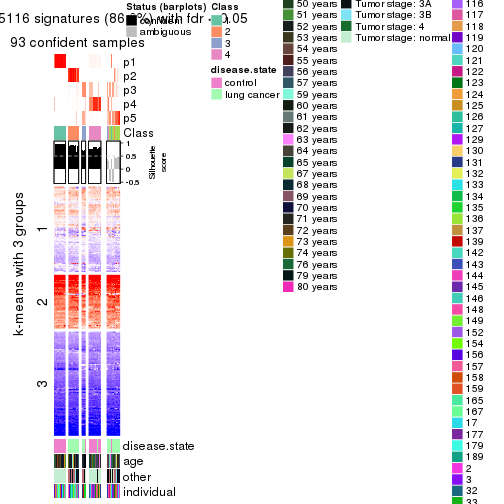 5116 signatures (86 %) with fdr < 0.05
93 confident samples
p1
p2
p3
p4
p5
Class
1
0.5
0
-0.5
Silhouette
score
k-means with 3 groups
1
2
3
disease.state
age
other
individual
Status (barplots)
confident
ambiguous
Class
1
2
3
4
disease.state
control
lung cancer
50 years
51 years
52 years
53 years
54 years
55 years
56 years
57 years
59 years
60 years
61 years
62 years
63 years
64 years
65 years
67 years
68 years
69 years
70 years
71 years
72 years
73 years
74 years
76 years
79 years
80 years
Tumor stage: 3A
Tumor stage: 3B
Tumor stage: 4
Tumor stage: normal
116
117
118
119
120
121
122
123
124
125
126
127
129
130
131
132
133
134
135
136
137
139
142
143
144
145
146
148
149
152
154
156
157
158
159
165
167
17
177
179
189
2
3
32
33